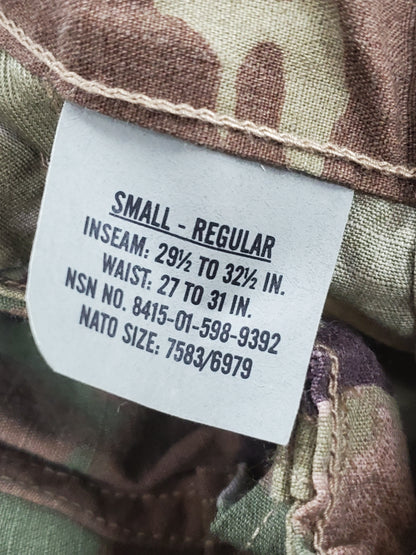 SMALL - REGULAR
INSEAM: 29½ TO 32½ IN.
WAIST: 27 TO 31 IN.
NSN NO. 8415-01-598-9392
NATO SIZE: 7583/6979